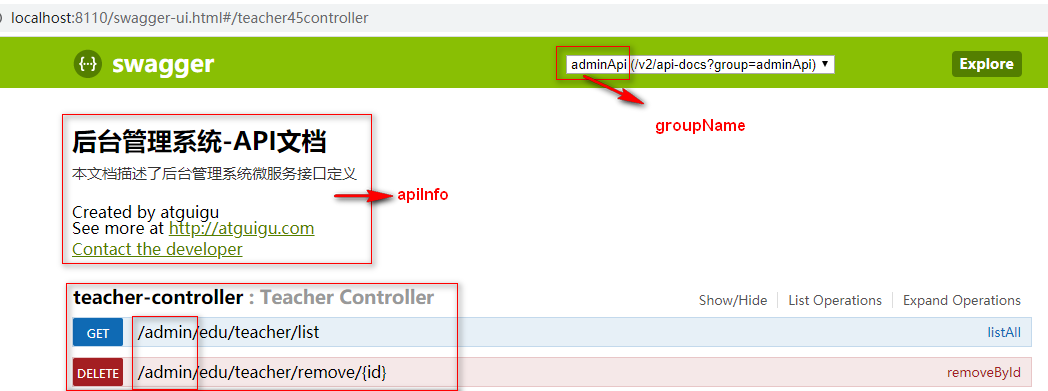 localhost:8110/swagger-ui.html#/teacher45controller
{··} swagger
adminApi (/v2/api-docs?group=adminApi)
Explore
groupName
后台管理系统-API文档
本文档描述了后台管理系统微服务接口定义
apiInfo
Created by atguigu
See more at http://atguigu.com
Contact the developer
teacher-controller : Teacher Controller
Show/Hide
List Operations
Expand Operations
GET
/admin/edu/teacher/list
listAll
DELETE
/admin/edu/teacher/remove/{id}
removeById